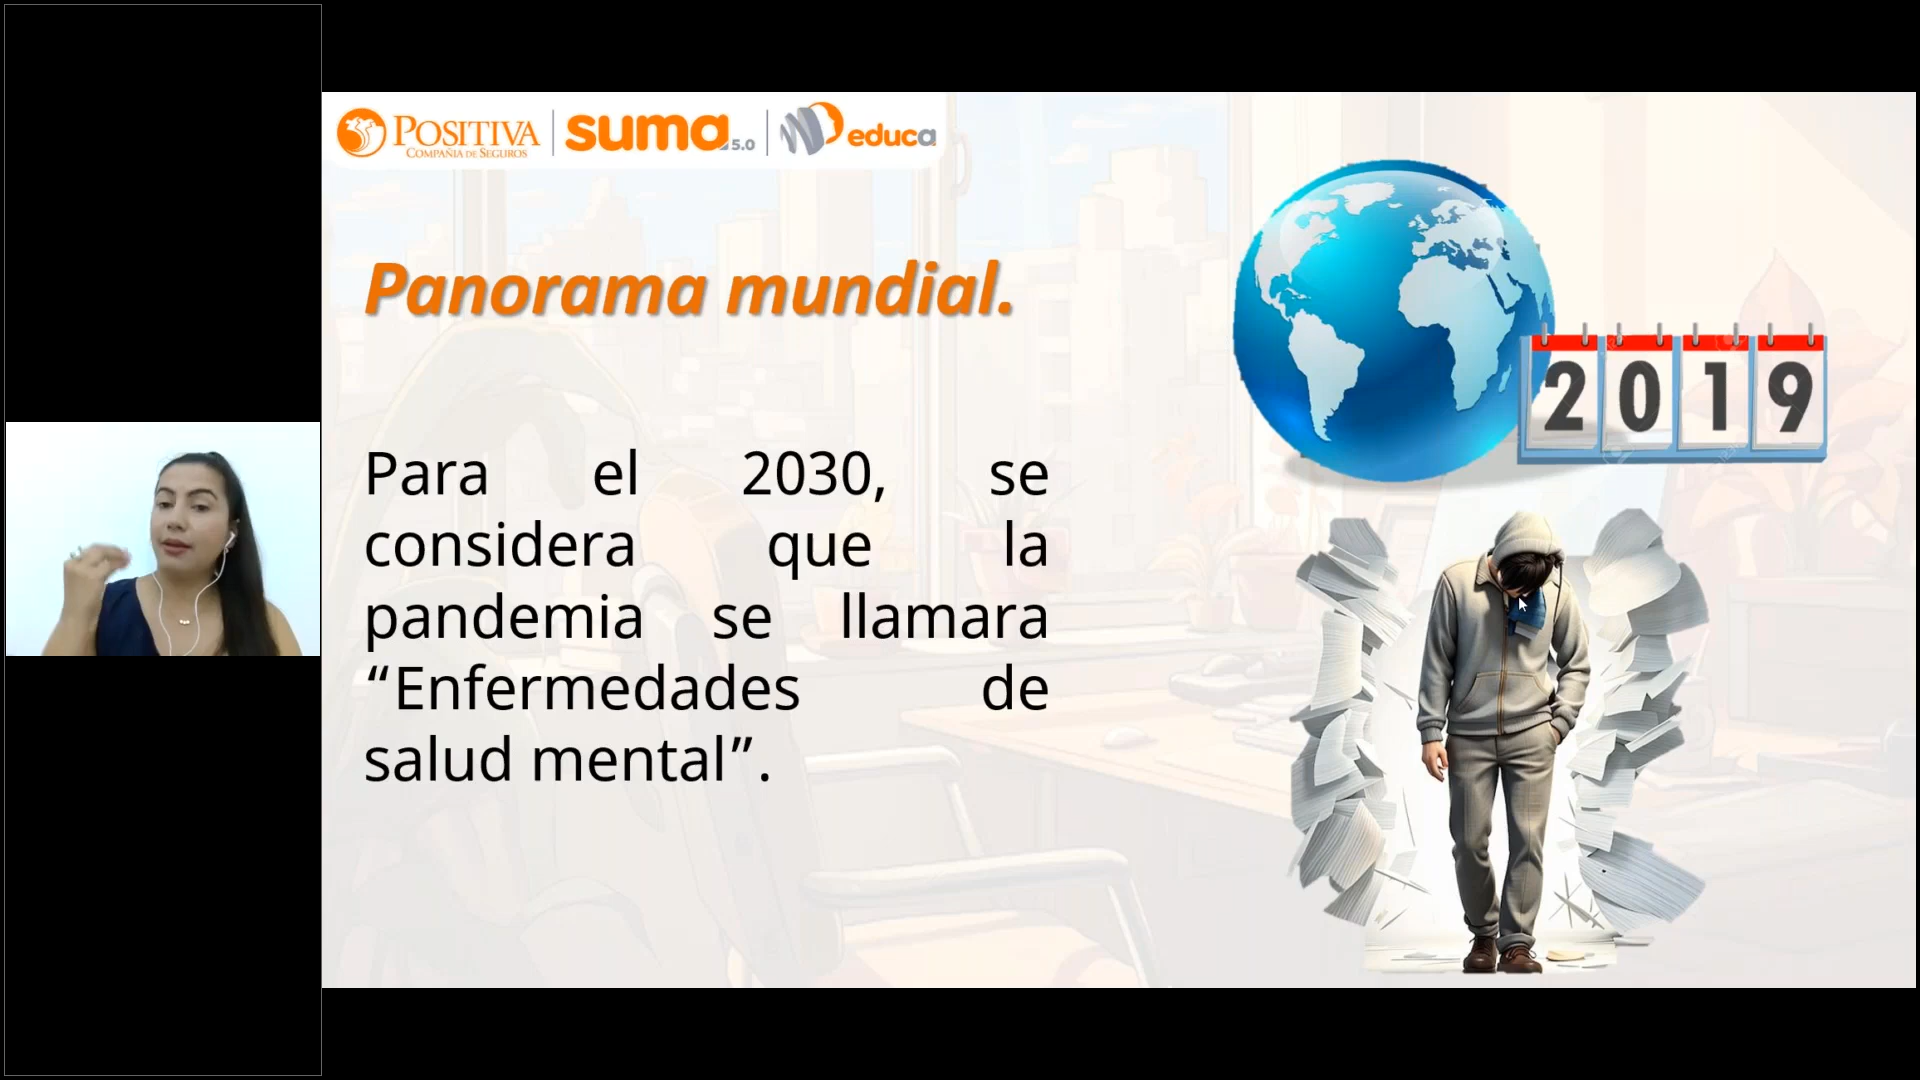 POSITIVA
COMPAÑÍA DE SEGUROS
suma 5.0
educa
Panorama mundial.
2019
Para el 2030, se
considera que la
pandemia se llamara
“Enfermedades de
salud mental”.